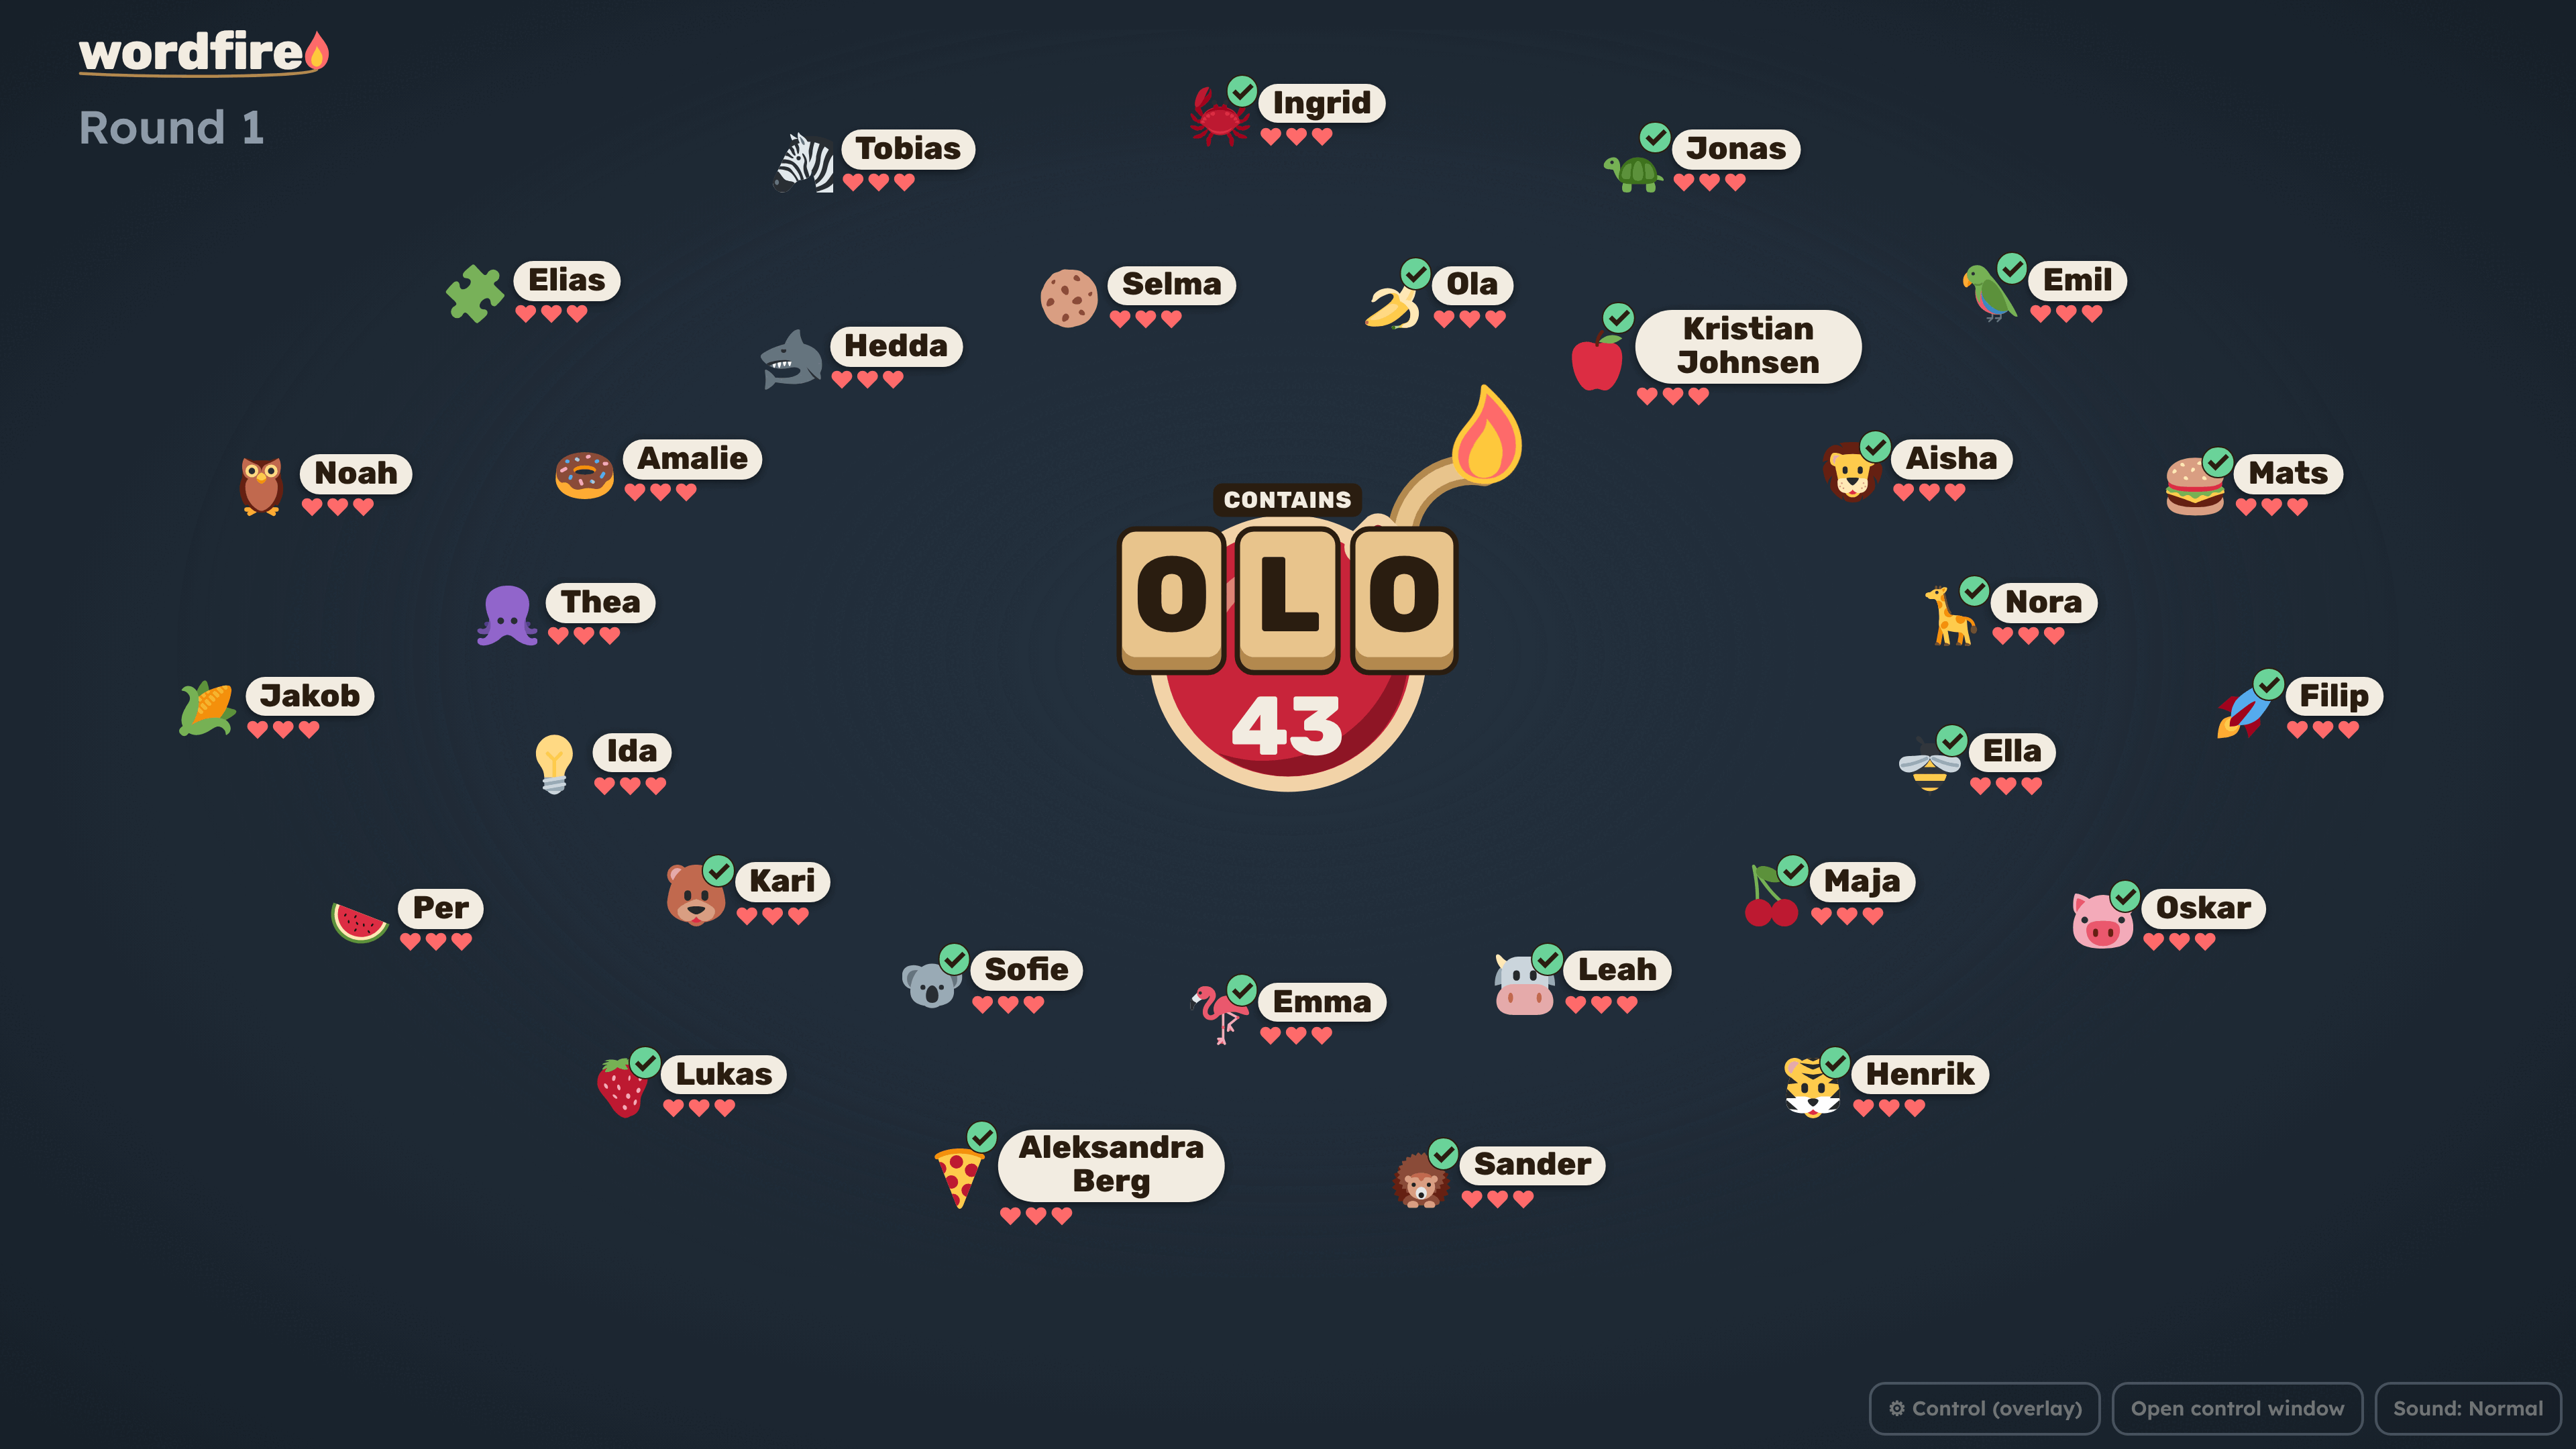 wordfire
Round 1
Ingrid
Tobias
Jonas
Elias
Selma
Ola
Emil
Kristian
Johnsen
Hedda
Noah
Amalie
Aisha
Mats
CONTAINS
OLO
43
Thea
Nora
Jakob
Filip
Ida
Ella
Kari
Maja
Per
Oskar
Sofie
Leah
Emma
Lukas
Henrik
Aleksandra
Berg
Sander
⚙ Control (overlay)
Open control window
Sound: Normal